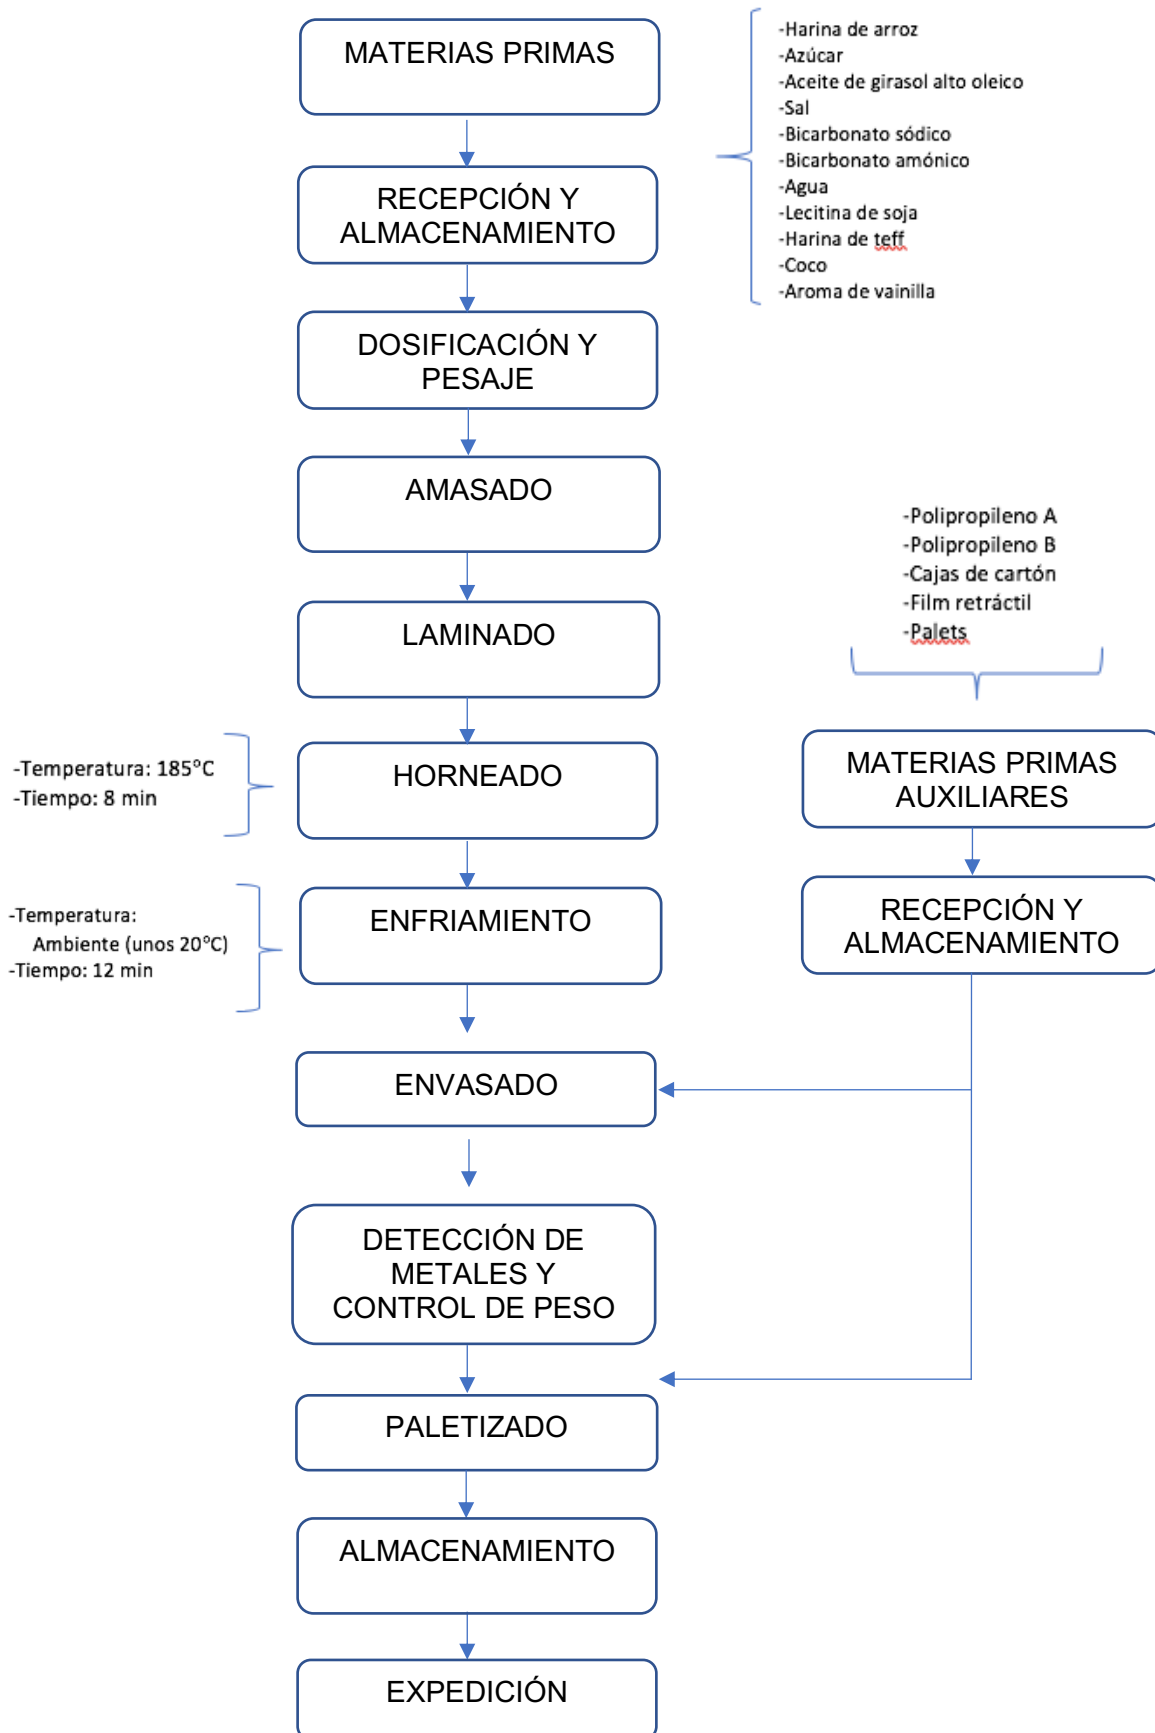 MATERIAS PRIMAS
-Harina de arroz
-Azúcar
-Aceite de girasol alto oleico
-Sal
-Bicarbonato sódico
-Bicarbonato amónico
-Agua
-Lecitina de soja
-Harina de teff
-Coco
-Aroma de vainilla
RECEPCIÓN Y
ALMACENAMIENTO
DOSIFICACIÓN Y
PESAJE
AMASADO
LAMINADO
-Temperatura: 185°C
-Tiempo: 8 min
HORNEADO
-Temperatura:
Ambiente (unos 20°C)
-Tiempo: 12 min
ENFRIAMIENTO
-Polipropileno A
-Polipropileno B
-Cajas de cartón
-Film retráctil
-Palets
MATERIAS PRIMAS
AUXILIARES
RECEPCIÓN Y
ALMACENAMIENTO
ENVASADO
DETECCIÓN DE
METALES Y
CONTROL DE PESO
PALETIZADO
ALMACENAMIENTO
EXPEDICIÓN